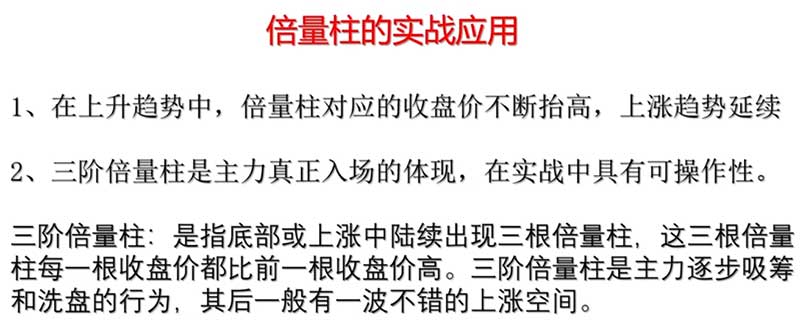 倍量柱的实战应用
1、在上升趋势中，倍量柱对应的收盘价不断抬高，上涨趋势延续
2、三阶倍量柱是主力真正入场的体现，在实战中具有可操作性。
三阶倍量柱：是指底部或上涨中陆续出现三根倍量柱，这三根倍量
柱每一根收盘价都比前一根收盘价高。三阶倍量柱是主力逐步吸筹
和洗盘的行为，其后一般有一波不错的上涨空间。